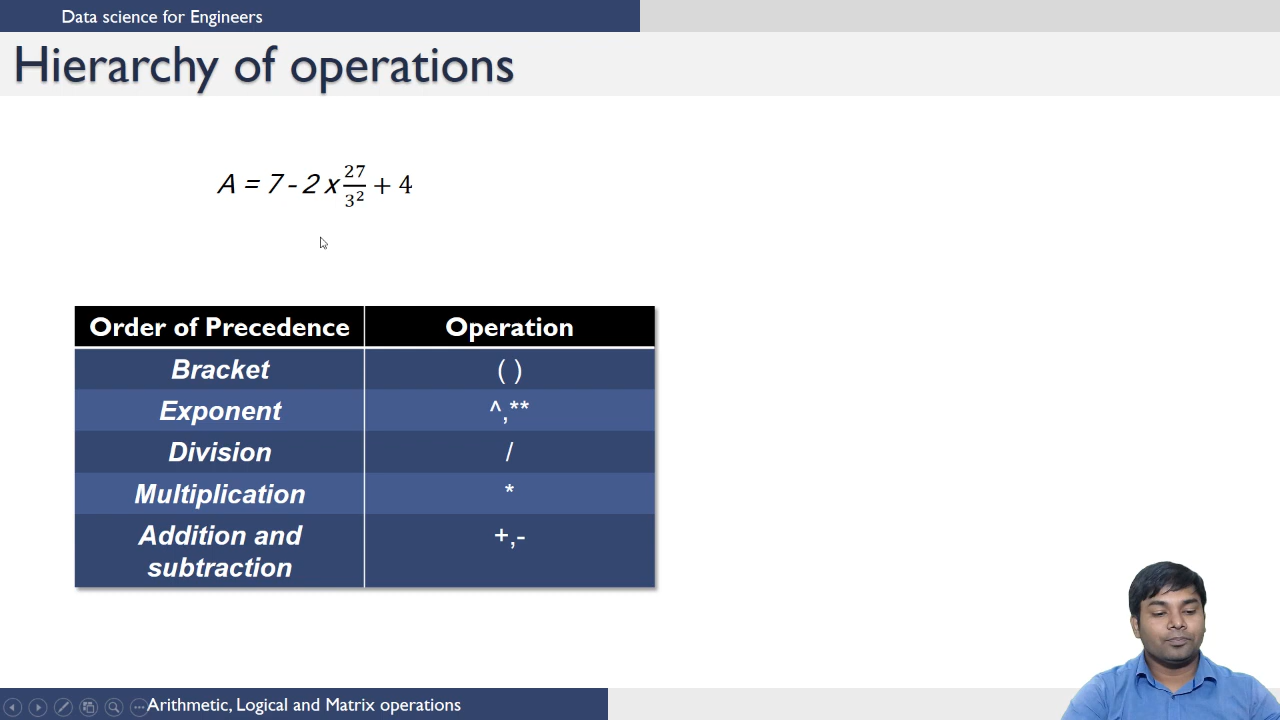 Data science for Engineers
Hierarchy of operations
A = 7 - 2 x 27/3² + 4
Order of Precedence Operation
Bracket ( )
Exponent ^,**
Division /
Multiplication *
Addition and subtraction +,-
Arithmetic, Logical and Matrix operations